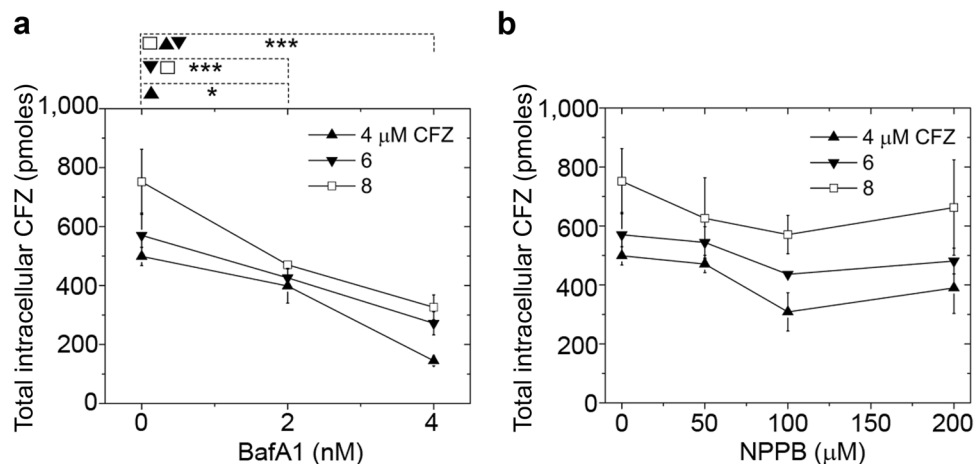 a
***
***
*
Total intracellular CFZ (pmoles)
1,000
800
600
400
200
0
4 μM CFZ
6
8
0 2 4
BafA1 (nM)
b
Total intracellular CFZ (pmoles)
1,000
800
600
400
200
0
4 μM CFZ
6
8
0 50 100 150 200
NPPB (μM)